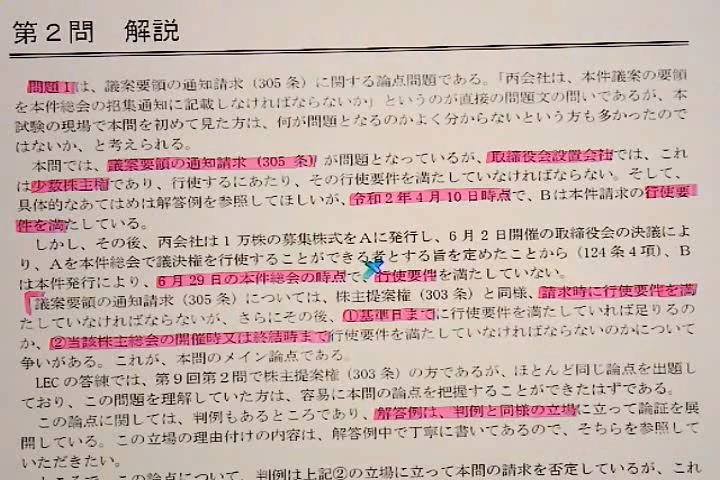 第2問 解説
問題1は、議案要領の通知請求(305条)に関する論点問題である。「丙会社は、本件議案の要領
を本件総会の招集通知に記載しなければならないか」というのが直接の問題文の問いであるが、本
試験の現場で本問を初めて見た方は、何が問題となるのかよく分からないという方も多かったので
はないか、と考えられる。
本問では、議案要領の通知請求(305条)が問題となっているが、取締役会設置会社では、これ
は少数株主権であり、行使するにあたり、その行使要件を満たしていなければならない。そして、
具体的なあてはめは解答例を参照してほしいが、令和2年4月10日時点で、Bは本件請求の行使要
件を満たしている。
しかし、その後、丙会社は1万株の募集株式をAに発行し、6月2日開催の取締役会の決議によ
り、Aを本件総会で議決権を行使することができる者とする旨を定めたことから(124条4項)、B
は本件発行により、6月29日の本件総会の時点で、行使要件を満たしていない。
議案要領の通知請求(305条)については、株主提案権(303条)と同様、請求時に行使要件を満
たしていなければならないが、さらにその後、①基準日までに行使要件を満たしていれば足りるの
か、②当該株主総会の開催時又は終結時まで行使要件を満たしていなければならないのかについて
争いがある。これが、本問のメイン論点である。
LECの答練では、第9回第2問で株主提案権(303条)の方であるが、ほとんど同じ論点を出題し
ており、この問題を理解していた方は、容易に本問の論点を把握することができたはずである。
この論点に関しては、判例もあるところであり、解答例は、判例と同様の立場に立って論証を展
開している。この立場の理由付けの内容は、解答例中で丁寧に書いてあるので、そちらを参照して
いただきたい。
ところで、この論点について、判例は上記②の立場に立って本問の請求を否定しているが、これ